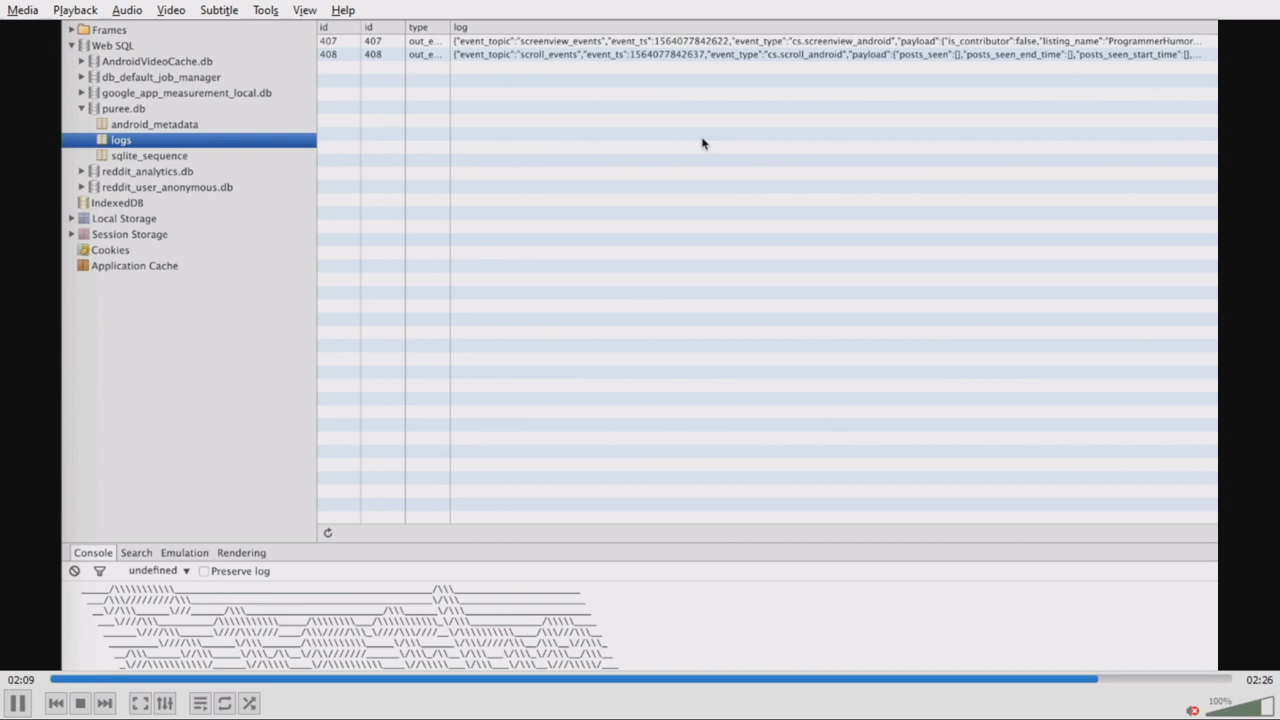 Media Playback Audio Video Subtitle Tools View Help
Frames
Web SQL
AndroidVideoCache.db
db_default_job_manager
google_app_measurement_local.db
puree.db
android_metadata
logs
sqlite_sequence
reddit_analytics.db
reddit_user_anonymous.db
IndexedDB
Local Storage
Session Storage
Cookies
Application Cache
id id type log
407 407 out_e... {"event_topic":"screenview_events","event_ts":1564077842622,"event_type":"cs.screenview_android","payload":{"is_contributor":false,"listing_name":"ProgrammerHumor...
408 408 out_e... {"event_topic":"scroll_events","event_ts":1564077842637,"event_type":"cs.scroll_android","payload":{"posts_seen":[],"posts_seen_end_time":[],"posts_seen_start_time":[],...
Console Search Emulation Rendering
undefined ▼ Preserve log
02:09 02:26
100%